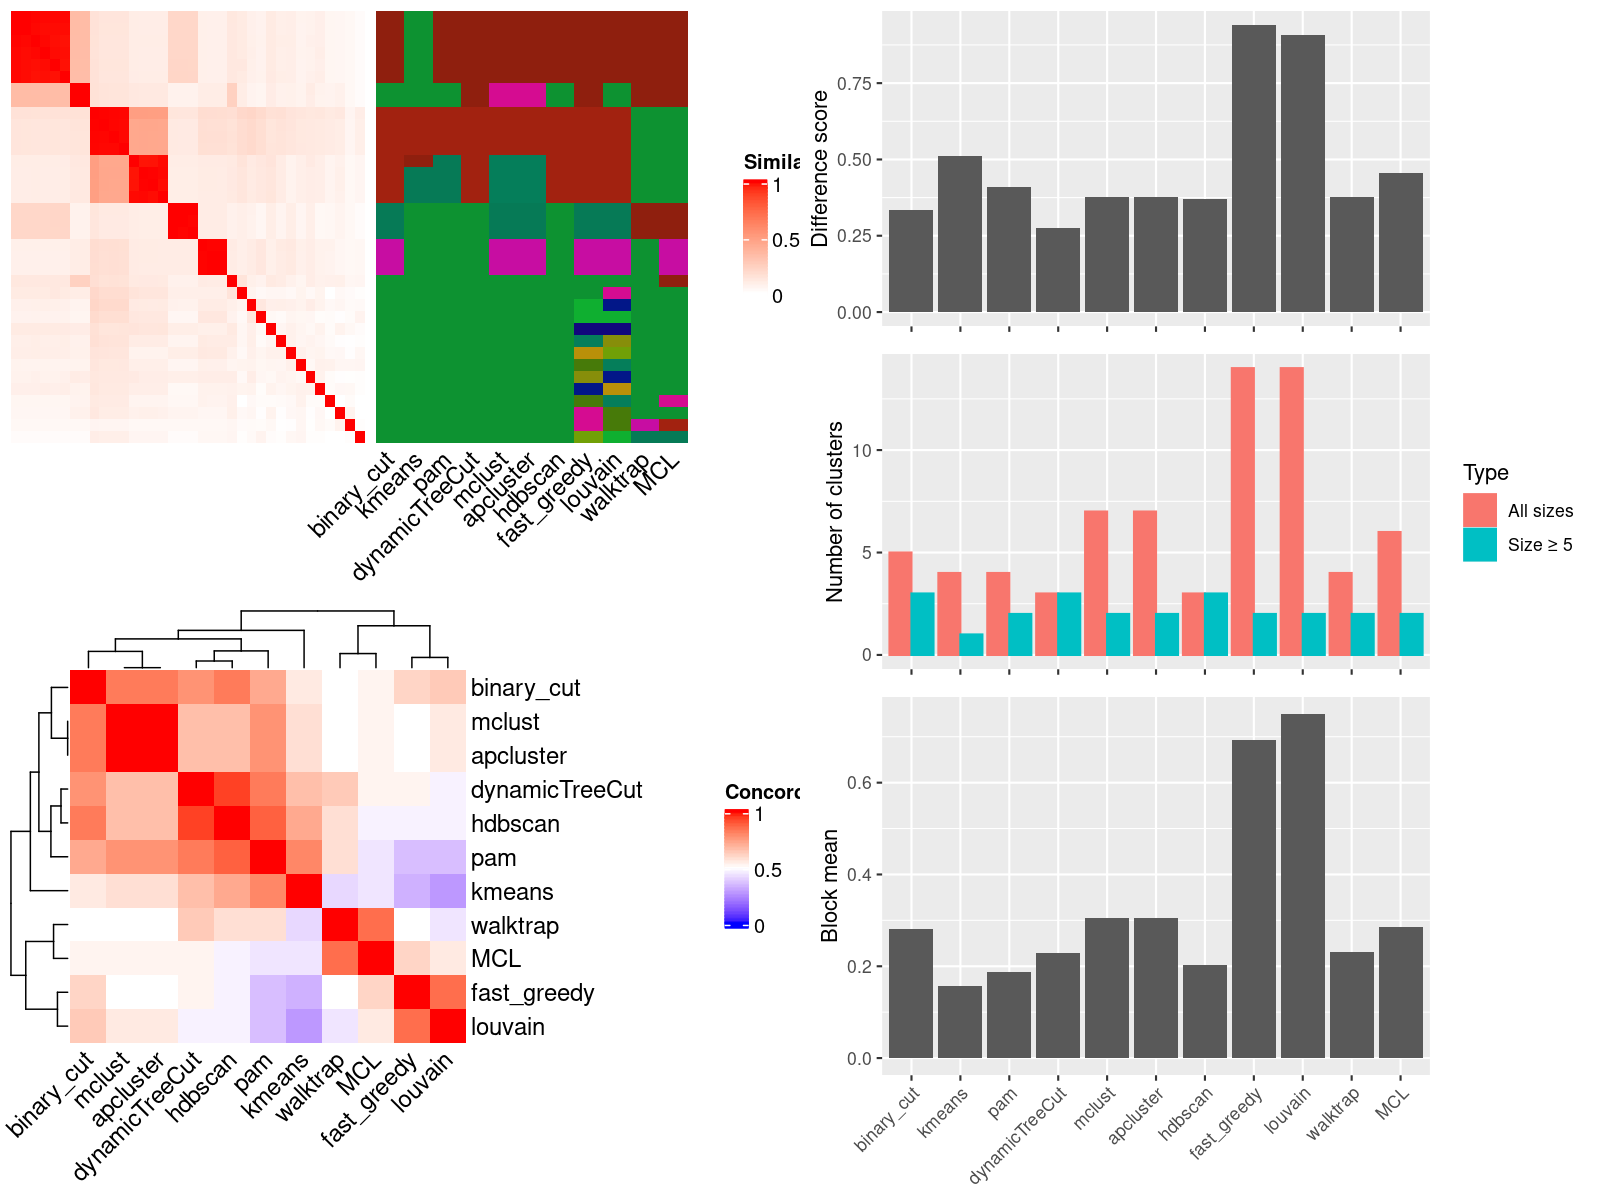 Simila
1
0.5
0
binary_cut
kmeans
pam
dynamicTreeCut
mclust
apcluster
hdbscan
fast_greedy
louvain
walktrap
MCL
Difference score
0.75
0.50
0.25
0.00
Number of clusters
10
5
0
Type
All sizes
Size ≥ 5
Block mean
0.6
0.4
0.2
0.0
binary_cut
kmeans
pam
dynamicTreeCut
mclust
apcluster
hdbscan
fast_greedy
louvain
walktrap
MCL
binary_cut
mclust
apcluster
dynamicTreeCut
hdbscan
pam
kmeans
walktrap
MCL
fast_greedy
louvain
binary_cut
mclust
apcluster
dynamicTreeCut
hdbscan
pam
kmeans
walktrap
MCL
fast_greedy
louvain
Concord
1
0.5
0